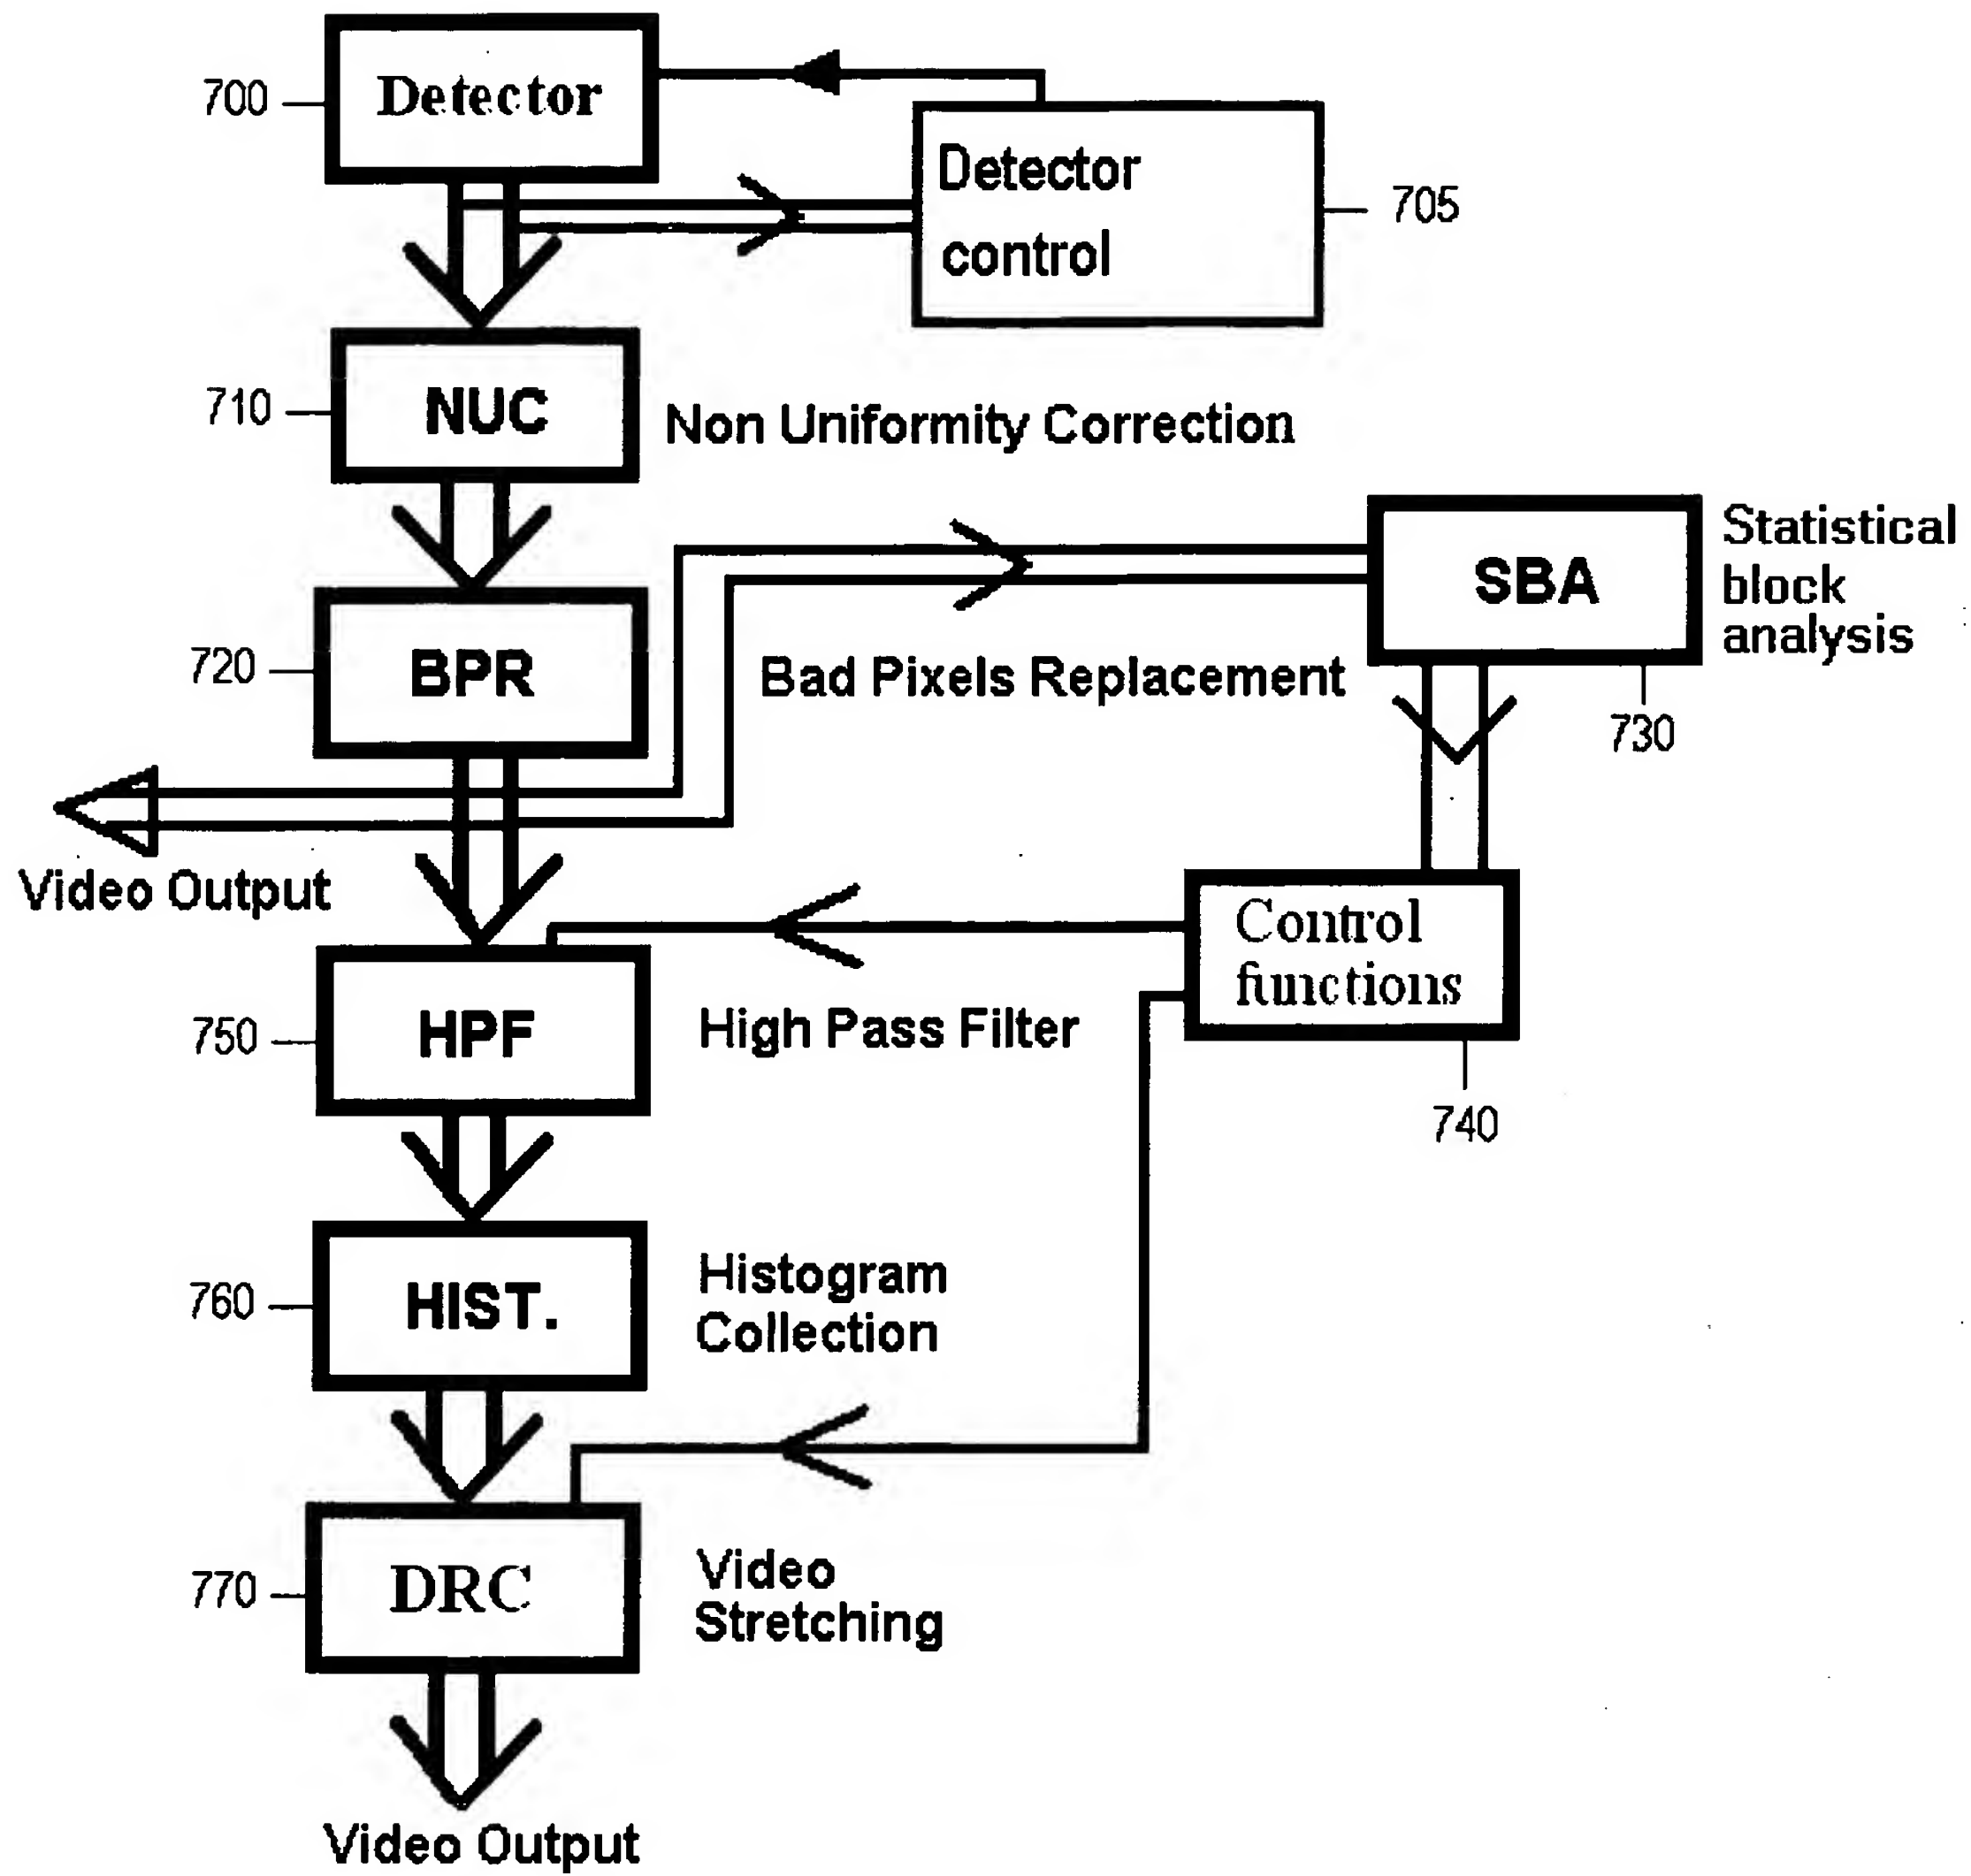 700
Detector
Detector
control
705
710
NUC
Non Uniformity Correction
SBA
Statistical
block
analysis
720
BPR
Bad Pixels Replacement
730
Video Output
Control
functions
750
HPF
High Pass Filter
740
760
HIST.
Histogram
Collection
770
DRC
Video
Stretching
Video Output